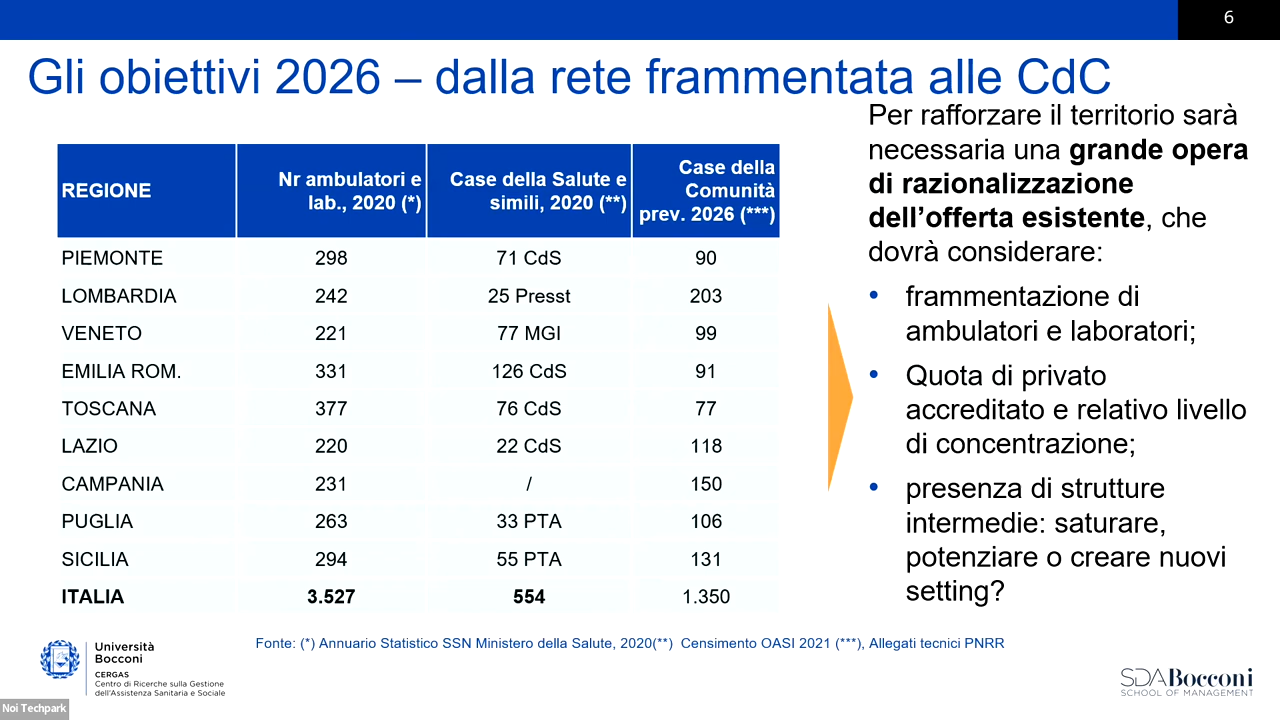 6
Gli obiettivi 2026 – dalla rete frammentata alle CdC
REGIONE Nr ambulatori e lab., 2020 (*) Case della Salute e simili, 2020 (**) Case della Comunità prev. 2026 (***)
PIEMONTE 298 71 CdS 90
LOMBARDIA 242 25 Presst 203
VENETO 221 77 MGI 99
EMILIA ROM. 331 126 CdS 91
TOSCANA 377 76 CdS 77
LAZIO 220 22 CdS 118
CAMPANIA 231 / 150
PUGLIA 263 33 PTA 106
SICILIA 294 55 PTA 131
ITALIA 3.527 554 1.350
Per rafforzare il territorio sarà
necessaria una grande opera
di razionalizzazione
dell’offerta esistente, che
dovrà considerare:
• frammentazione di
ambulatori e laboratori;
• Quota di privato
accreditato e relativo livello
di concentrazione;
• presenza di strutture
intermedie: saturare,
potenziare o creare nuovi
setting?
Fonte: (*) Annuario Statistico SSN Ministero della Salute, 2020(**) Censimento OASI 2021 (***), Allegati tecnici PNRR
Università
Bocconi
CERGAS
Centro di Ricerche sulla Gestione
dell’Assistenza Sanitaria e Sociale
SDA Bocconi
SCHOOL OF MANAGEMENT
Noi Techpark